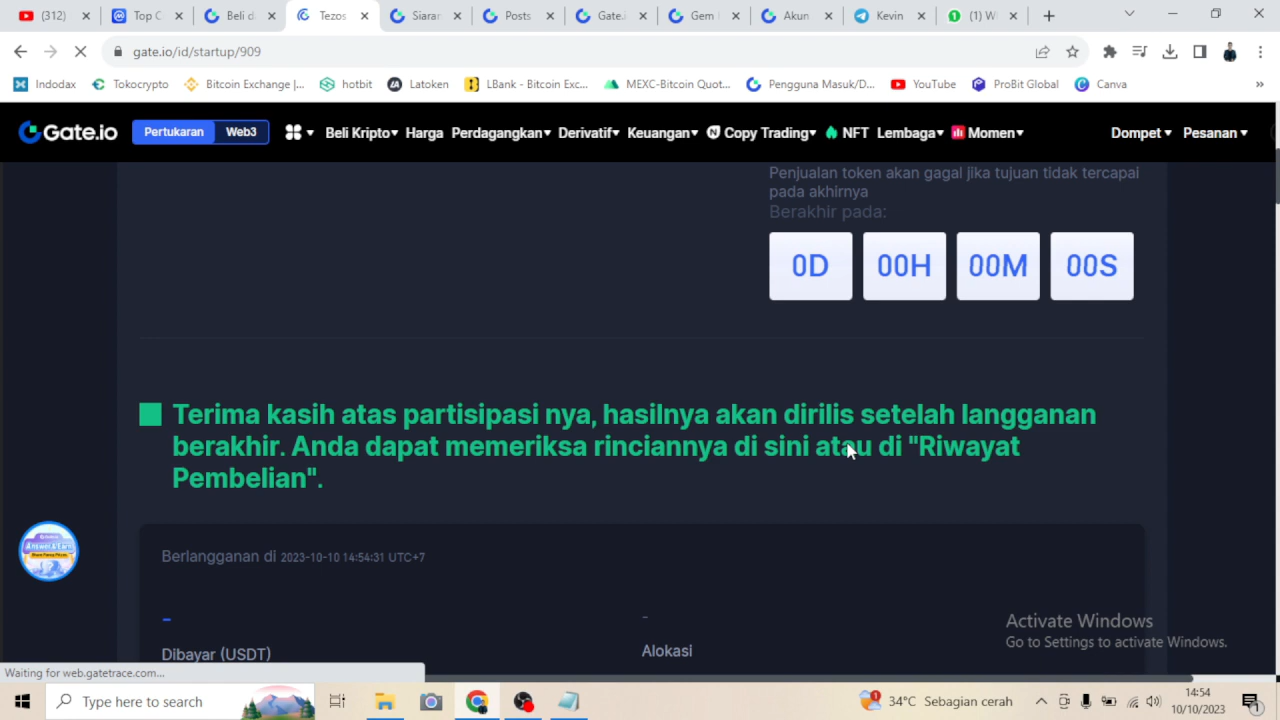 (312)
Top C
Beli di
Tezos
Siaran
Posts
Gate.i
Gem
Akun
Kevin
(1) W
gate.io/id/startup/909
Indodax
Tokocrypto
Bitcoin Exchange |...
hotbit
Latoken
LBank - Bitcoin Exc...
MEXC-Bitcoin Quot...
Pengguna Masuk/D...
YouTube
ProBit Global
Canva
»
Gate.io
Pertukaran
Web3
Beli Kripto
Harga
Perdagangan
Derivatif
Keuangan
Copy Trading
NFT
Lembaga
Momen
Dompet
Pesanan
Penjualan token akan gagal jika tujuan tidak tercapai
pada akhirnya
Berakhir pada:
0D 00H 00M 00S
Terima kasih atas partisipasi nya, hasilnya akan dirilis setelah langganan
berakhir. Anda dapat memeriksa rinciannya di sini atau di "Riwayat
Pembelian".
Berlangganan di 2023-10-10 14:54:31 UTC+7
- -
Dibayar (USDT)
Alokasi
Activate Windows
Go to Settings to activate Windows.
Waiting for web.gatetrace.com...
Type here to search
1
34°C Sebagian cerah
14:54
10/10/2023
1